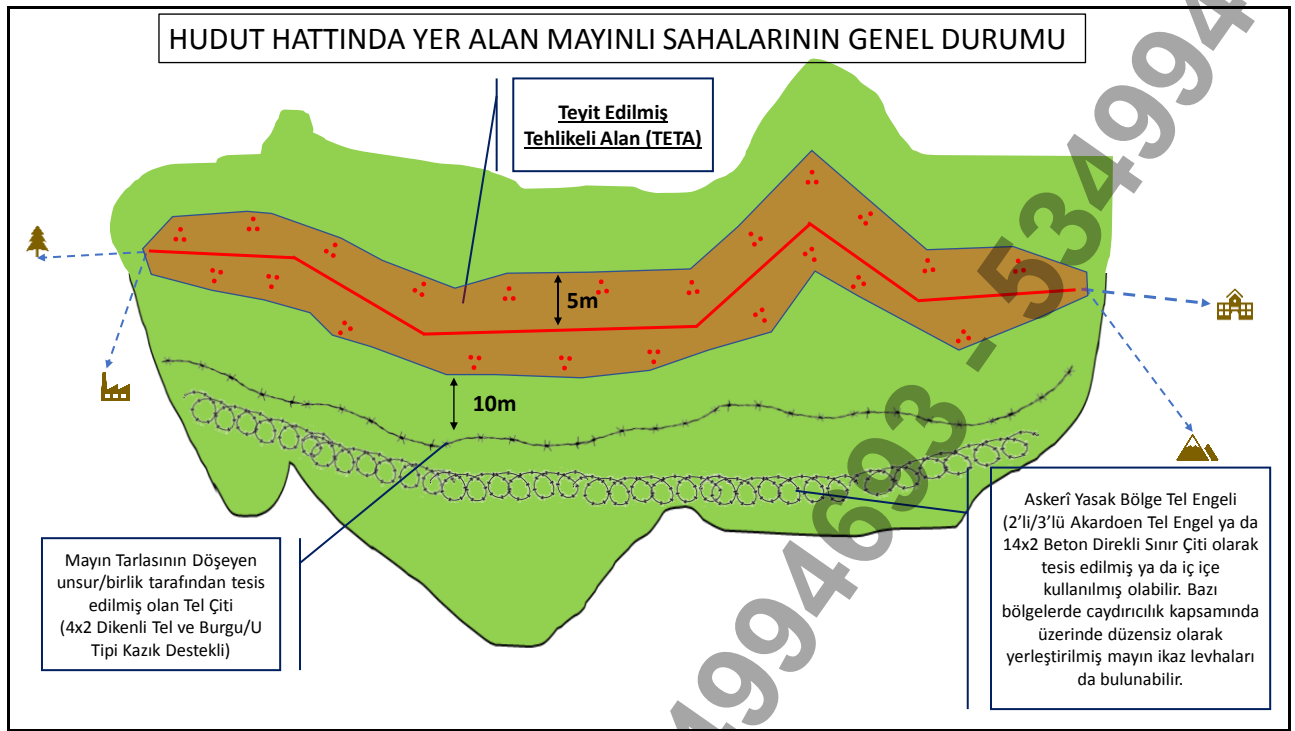 HUDUT HATTINDA YER ALAN MAYINLI SAHALARININ GENEL DURUMU
Teyit Edilmiş
Tehlikeli Alan (TETA)
5m
10m
Mayın Tarlasının Döşeyen
unsur/birlik tarafından tesis
edilmiş olan Tel Çiti
(4x2 Dikenli Tel ve Burgu/U
Tipi Kazık Destekli)
Askerî Yasak Bölge Tel Engeli
(2’li/3’lü Akardoen Tel Engel ya da
14x2 Beton Direkli Sınır Çiti olarak
tesis edilmiş ya da iç içe
kullanılmış olabilir. Bazı
bölgelerde caydırıcılık kapsamında
üzerinde düzensiz olarak
yerleştirilmiş mayın ikaz levhaları
da bulunabilir.
4994693 - 5349944